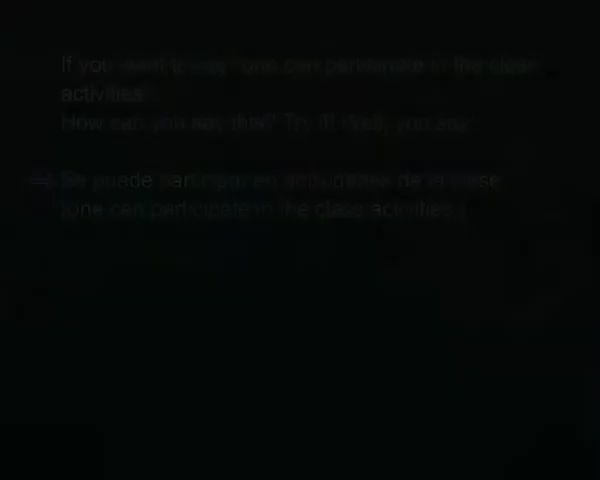 If you want to say "one can participate in the class
activities".
How can you say that? Try it! Well, you say
Se puede participar en actividades de la clase
(one can participate in the class activities.)